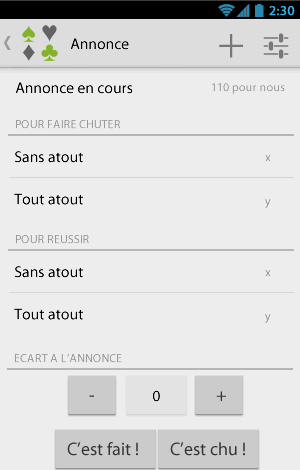 2:30
Annonce
Annonce en cours 110 pour nous
POUR FAIRE CHUTER
Sans atout x
Tout atout y
POUR REUSSIR
Sans atout x
Tout atout y
ECART A L'ANNONCE
- 0 +
C'est fait ! C'est chu !